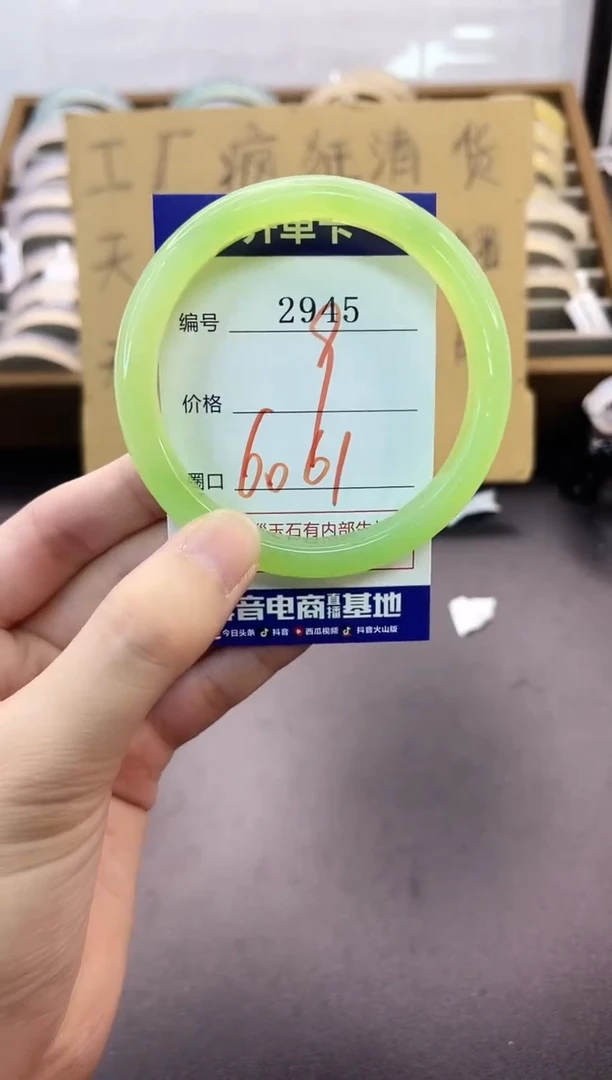 工厂疯狂清货
天
开单卡
编号 2945
价格
圈口 60 61
玉石有内部
音电商直播基地
今日头条 抖音 西瓜视频 抖音火山版